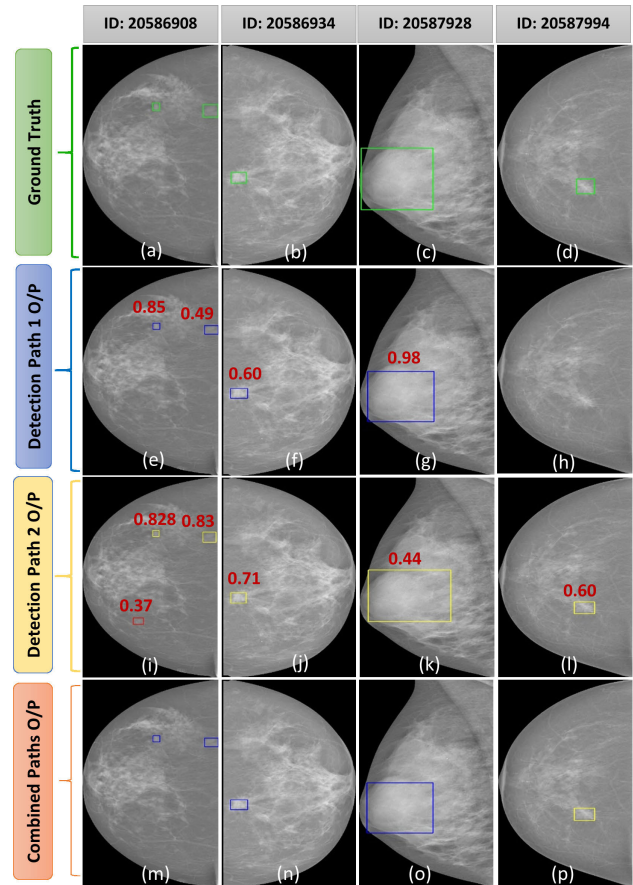 ID: 20586908
ID: 20586934
ID: 20587928
ID: 20587994
Ground Truth
(a)
(b)
(c)
(d)
Detection Path 1 O/P
0.85
0.49
0.60
0.98
(e)
(f)
(g)
(h)
Detection Path 2 O/P
0.828
0.83
0.37
0.71
0.44
0.60
(i)
(j)
(k)
(l)
Combined Paths O/P
(m)
(n)
(o)
(p)